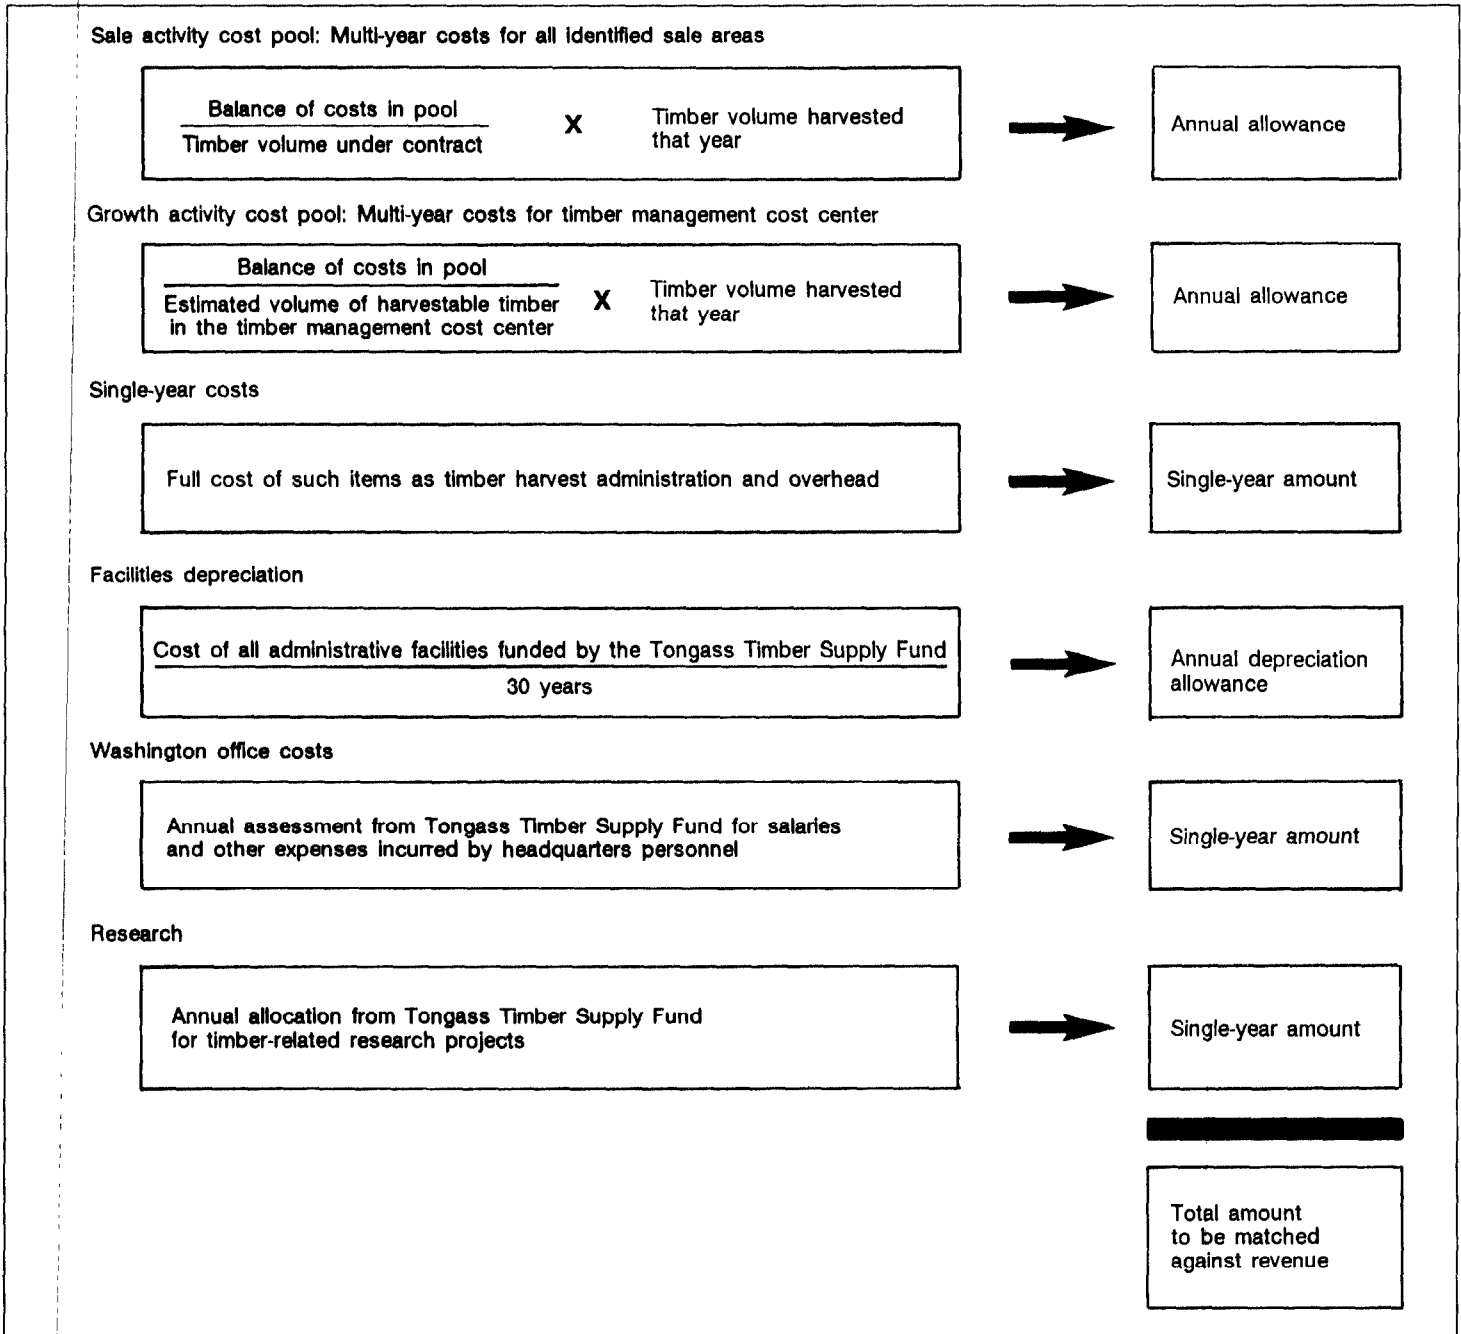 Sale activity cost pool: Multi-year costs for all identified sale areas
Balance of costs in pool
Timber volume under contract
X
Timber volume harvested
that year
Annual allowance
Growth activity cost pool: Multi-year costs for timber management cost center
Balance of costs in pool
Estimated volume of harvestable timber
in the timber management cost center
X
Timber volume harvested
that year
Annual allowance
Single-year costs
Full cost of such items as timber harvest administration and overhead
Single-year amount
Facilities depreciation
Cost of all administrative facilities funded by the Tongass Timber Supply Fund
30 years
Annual depreciation
allowance
Washington office costs
Annual assessment from Tongass Timber Supply Fund for salaries
and other expenses incurred by headquarters personnel
Single-year amount
Research
Annual allocation from Tongass Timber Supply Fund
for timber-related research projects
Single-year amount
Total amount
to be matched
against revenue